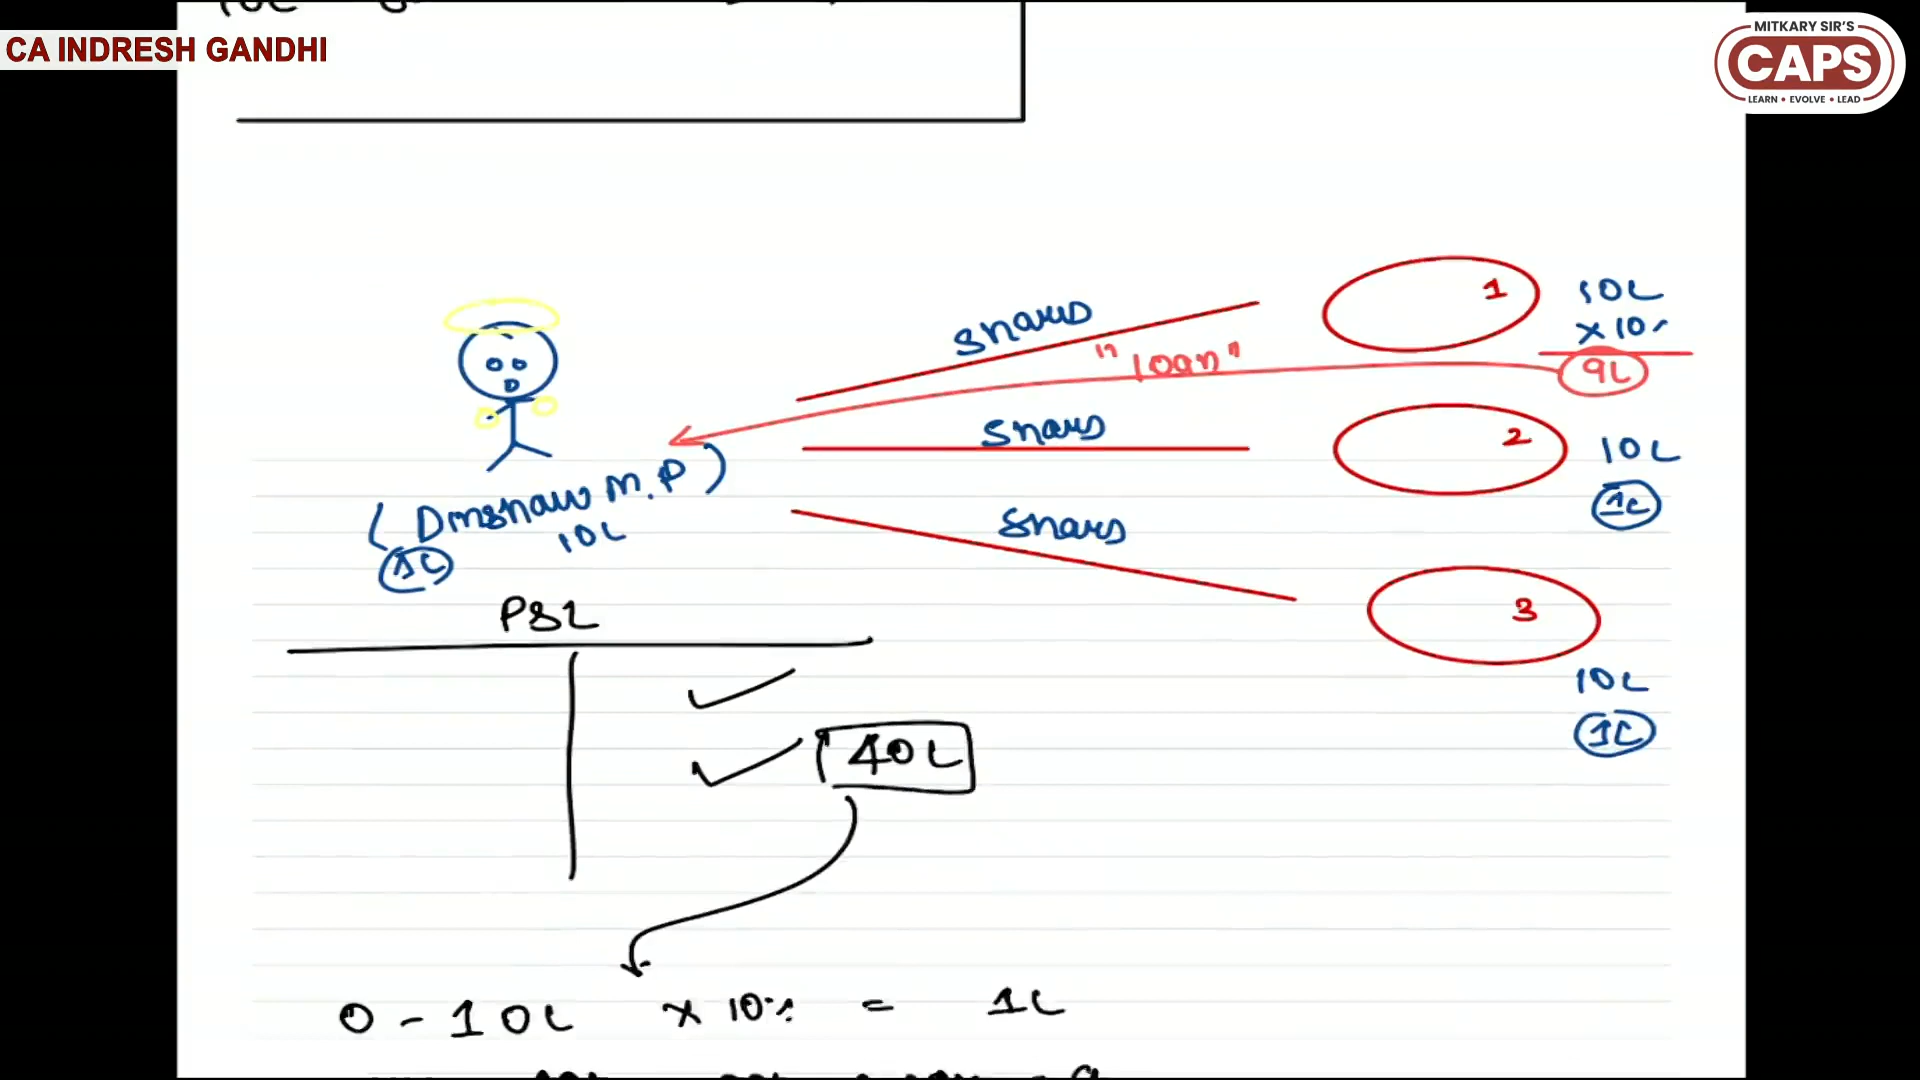 10L
CA INDRESH GANDHI
MITKARY SIR'S
CAPS
LEARN • EVOLVE • LEAD
1
10L
shares
x 10%
"loan"
9L
shares
2
10L
1L
(Dinshaw M.P)
10L
1L
shares
3
P&L
10L
1L
40L
0 - 10L x 10% = 1L